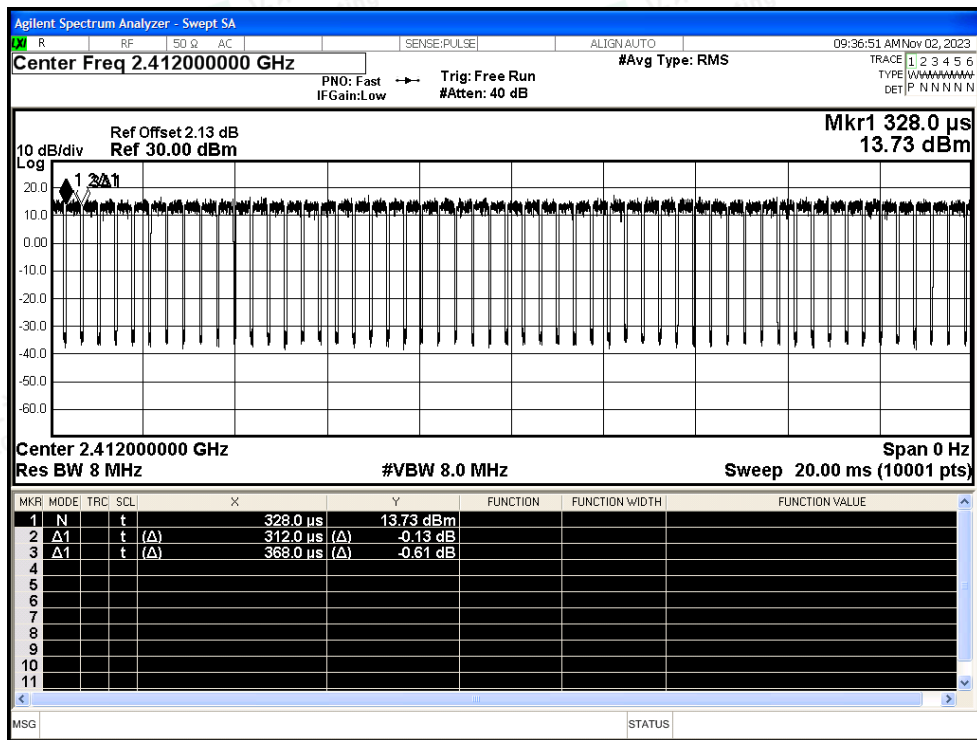 Agilent Spectrum Analyzer - Swept SA
LXI R RF 50 Ω AC SENSE:PULSE ALIGN AUTO 09:36:51 AM Nov 02, 2023
Center Freq 2.412000000 GHz
PNO: Fast
IFGain:Low
Trig: Free Run
#Atten: 40 dB
#Avg Type: RMS
TRACE 1 2 3 4 5 6
TYPE
DET P N N N N N
Ref Offset 2.13 dB
10 dB/div Ref 30.00 dBm
Log
Mkr1 328.0 µs
13.73 dBm
20.0
10.0
0.00
-10.0
-20.0
-30.0
-40.0
-50.0
-60.0
Center 2.412000000 GHz Span 0 Hz
Res BW 8 MHz #VBW 8.0 MHz Sweep 20.00 ms (10001 pts)
MKR MODE TRC SCL X Y FUNCTION FUNCTION WIDTH FUNCTION VALUE
1 N t 328.0 µs 13.73 dBm
2 Δ1 t (Δ) 312.0 µs (Δ) -0.13 dB
3 Δ1 t (Δ) 368.0 µs (Δ) -0.61 dB
4
5
6
7
8
9
10
11
MSG STATUS